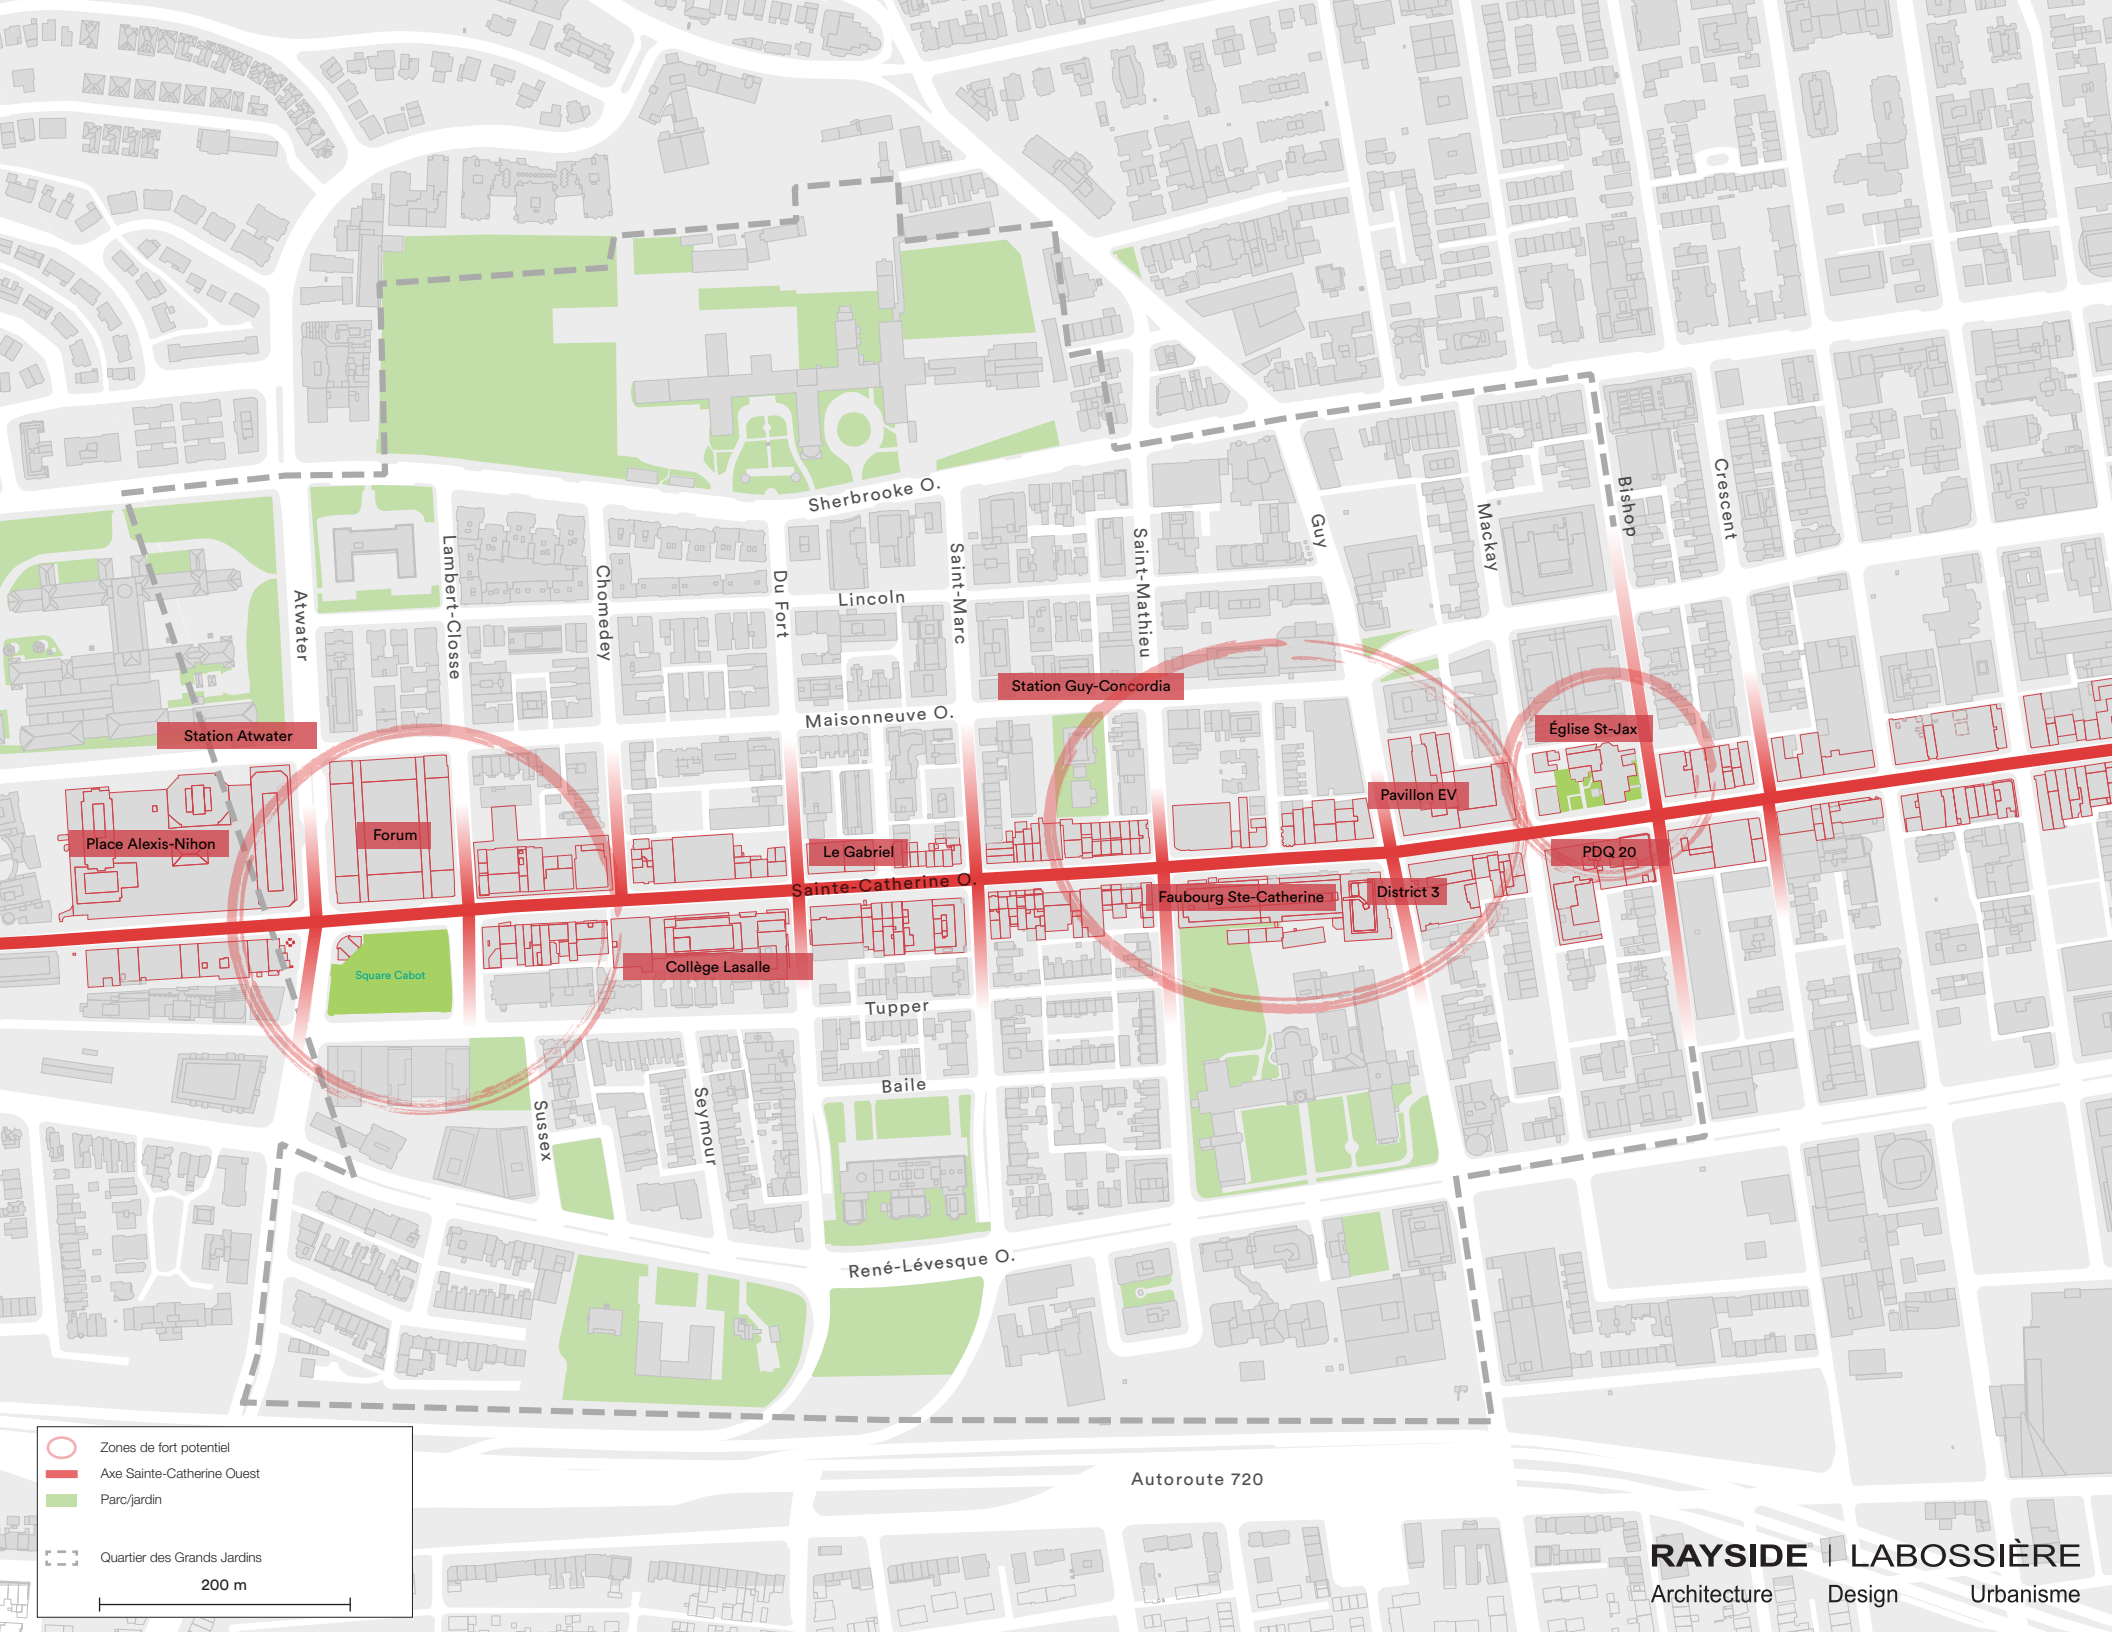 Sherbrooke O.
Bishop
Crescent
Guy
Mackay
Atwater
Lambert-Closse
Chomedey
Du Fort
Lincoln
Saint-Marc
Saint-Mathieu
Station Guy-Concordia
Maisonneuve O.
Station Atwater
Église St-Jax
Pavillon EV
Place Alexis-Nihon
Forum
Le Gabriel
PDQ 20
Sainte-Catherine O.
Faubourg Ste-Catherine
District 3
Square Cabot
Collège Lasalle
Tupper
Baile
Sussex
Seymour
René-Lévesque O.
Autoroute 720
Zones de fort potentiel
Axe Sainte-Catherine Ouest
Parc/jardin
Quartier des Grands Jardins
200 m
RAYSIDE | LABOSSIÈRE
Architecture Design Urbanisme